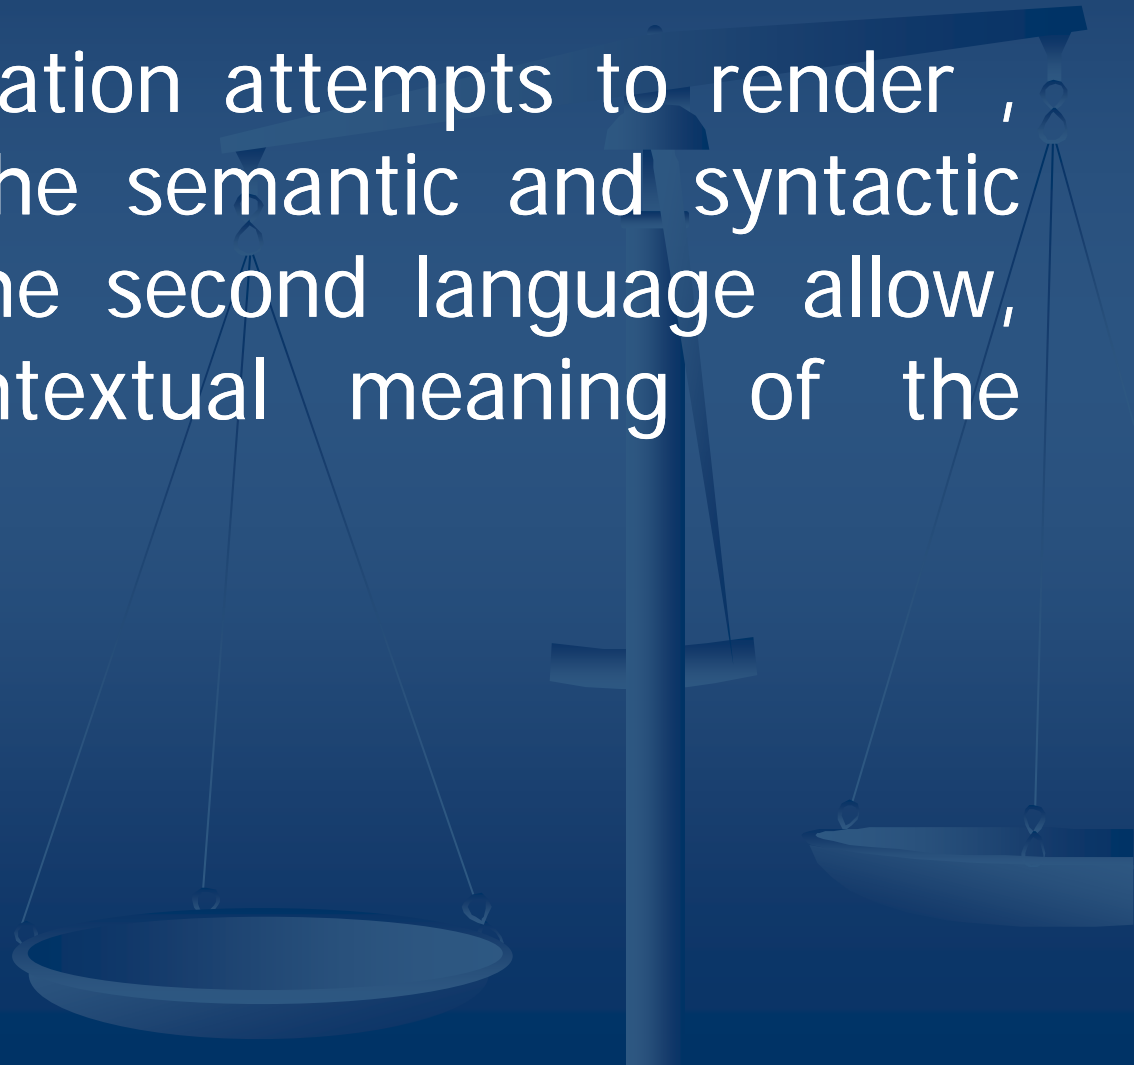 ation attempts to render ,
he semantic and syntactic
ne second language allow,
ntextual meaning of the